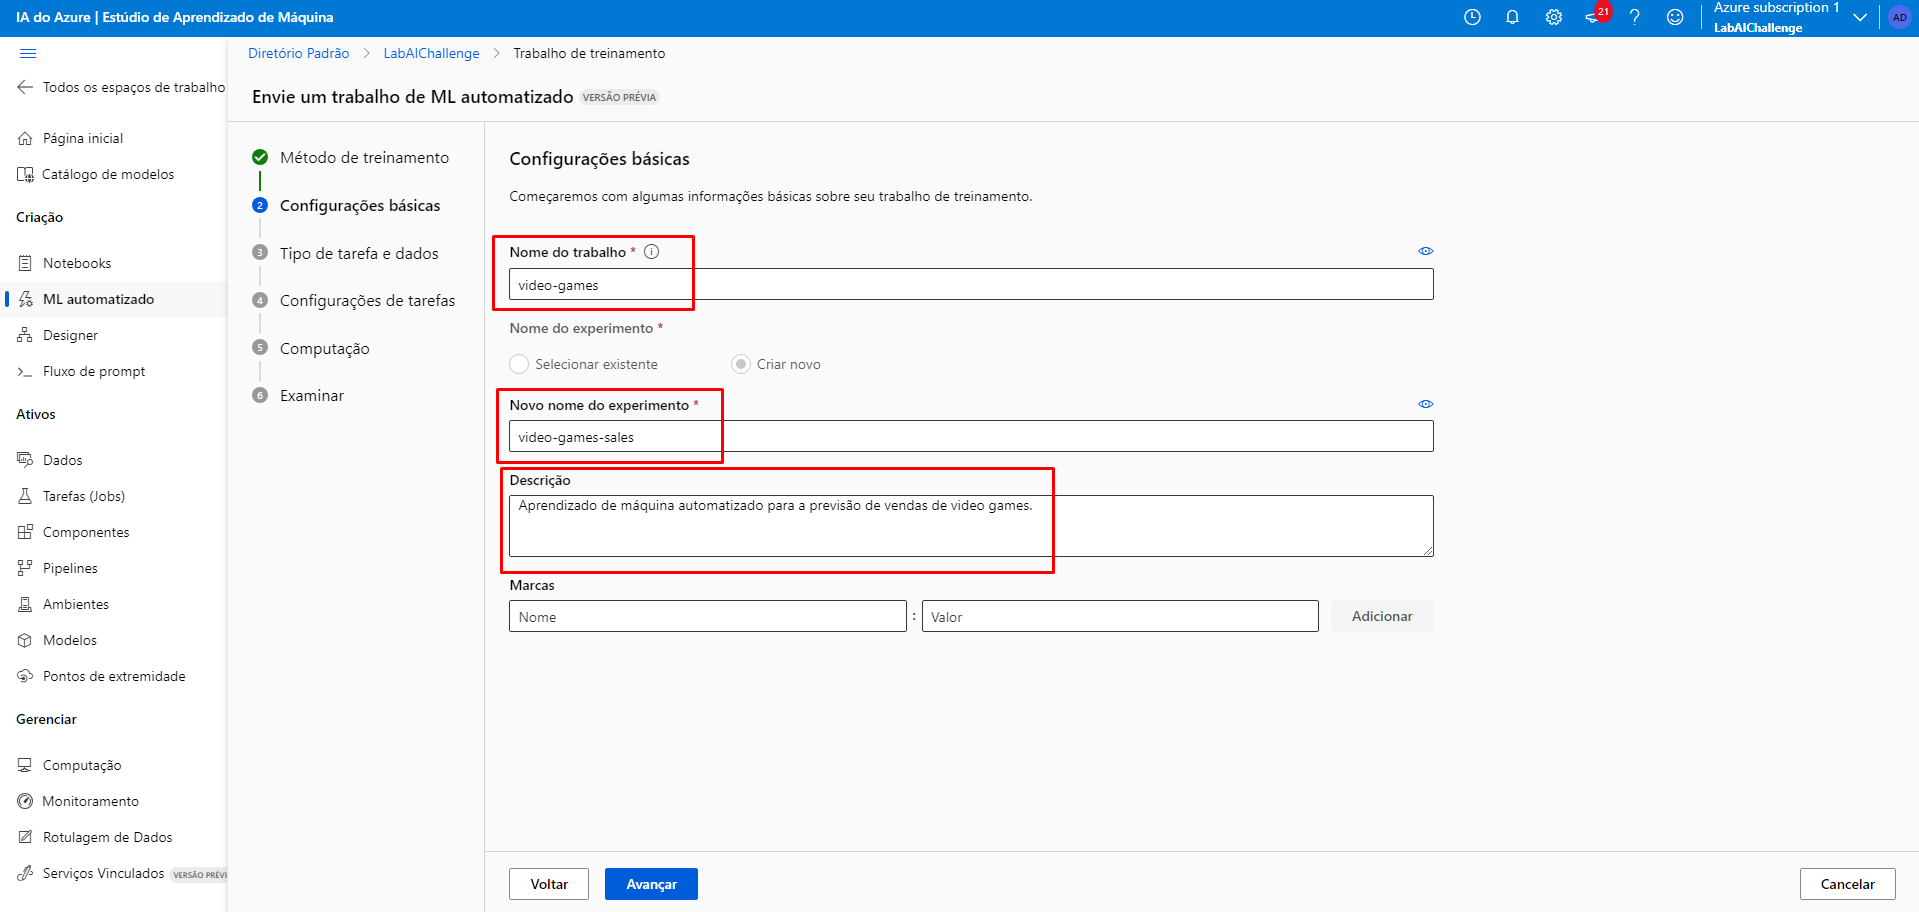 IA do Azure | Estúdio de Aprendizado de Máquina
21
Azure subscription 1
LabAIChallenge
AD
Diretório Padrão
LabAIChallenge
Trabalho de treinamento
Todos os espaços de trabalho
Página inicial
Catálogo de modelos
Criação
Notebooks
ML automatizado
Designer
Fluxo de prompt
Ativos
Dados
Tarefas (Jobs)
Componentes
Pipelines
Ambientes
Modelos
Pontos de extremidade
Gerenciar
Computação
Monitoramento
Rotulagem de Dados
Serviços Vinculados VERSÃO PRÉVI
Envie um trabalho de ML automatizado VERSÃO PRÉVIA
Método de treinamento
2 Configurações básicas
3 Tipo de tarefa e dados
4 Configurações de tarefas
5 Computação
6 Examinar
Configurações básicas
Começaremos com algumas informações básicas sobre seu trabalho de treinamento.
Nome do trabalho *
video-games
Nome do experimento *
Selecionar existente
Criar novo
Novo nome do experimento *
video-games-sales
Descrição
Aprendizado de máquina automatizado para a previsão de vendas de video games.
Marcas
Nome : Valor Adicionar
Voltar
Avançar
Cancelar